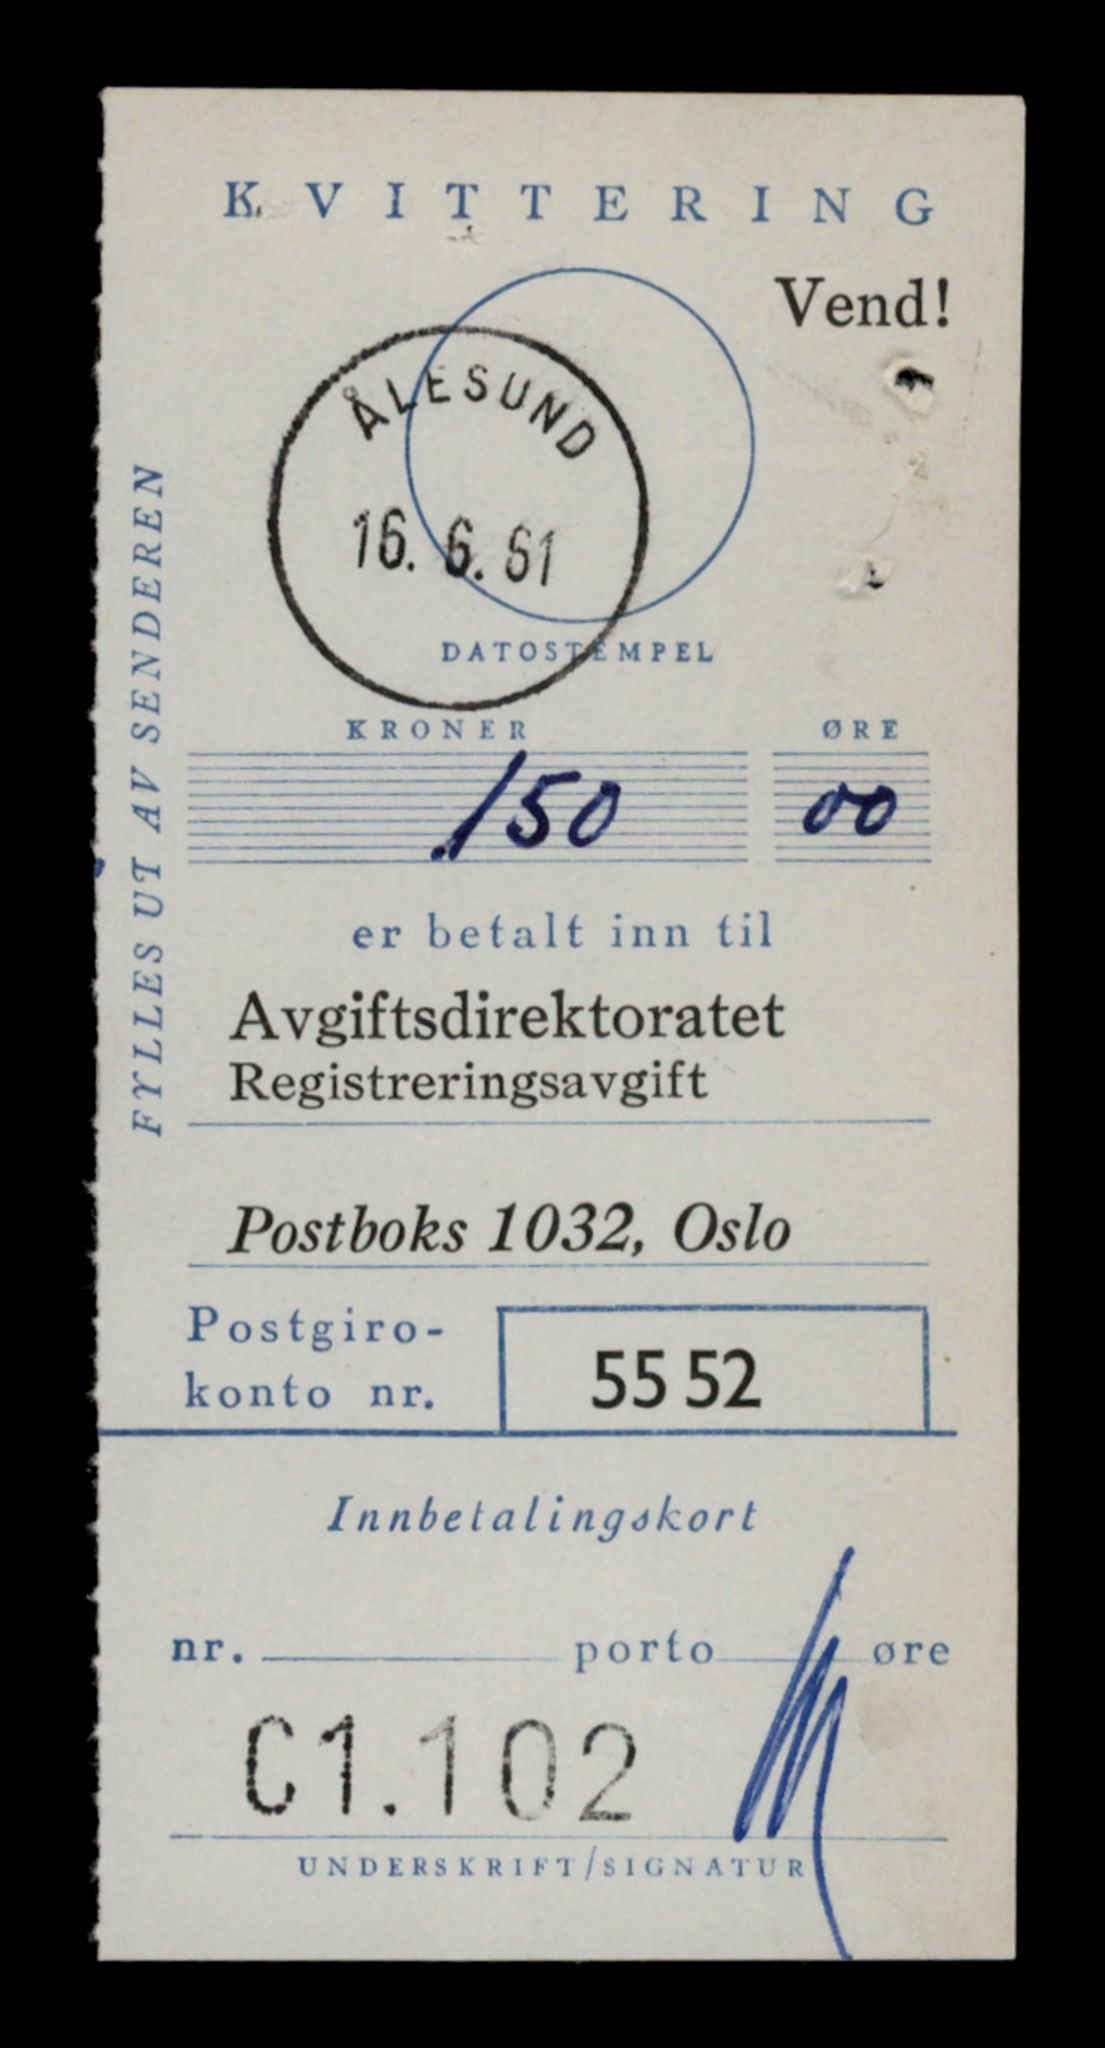 KVITTERING
Vend!
ÅLESUND
16. 6. 61
DATOSTEMPEL
FYLLES UT AV SENDEREN
KRONER ØRE
150 00
er betalt inn til
Avgiftsdirektoratet
Registreringsavgift
Postboks 1032, Oslo
Postgiro-
konto nr. 55 52
Innbetalingskort
nr. porto øre
C1.102
UNDERSKRIFT/SIGNATUR